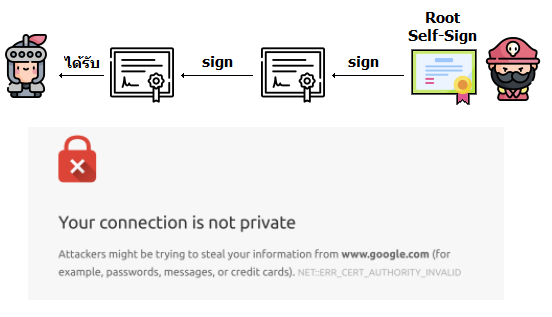 Root
Self-Sign
ได้รับ sign sign
Your connection is not private
Attackers might be trying to steal your information from www.google.com (for
example, passwords, messages, or credit cards). NET::ERR_CERT_AUTHORITY_INVALID